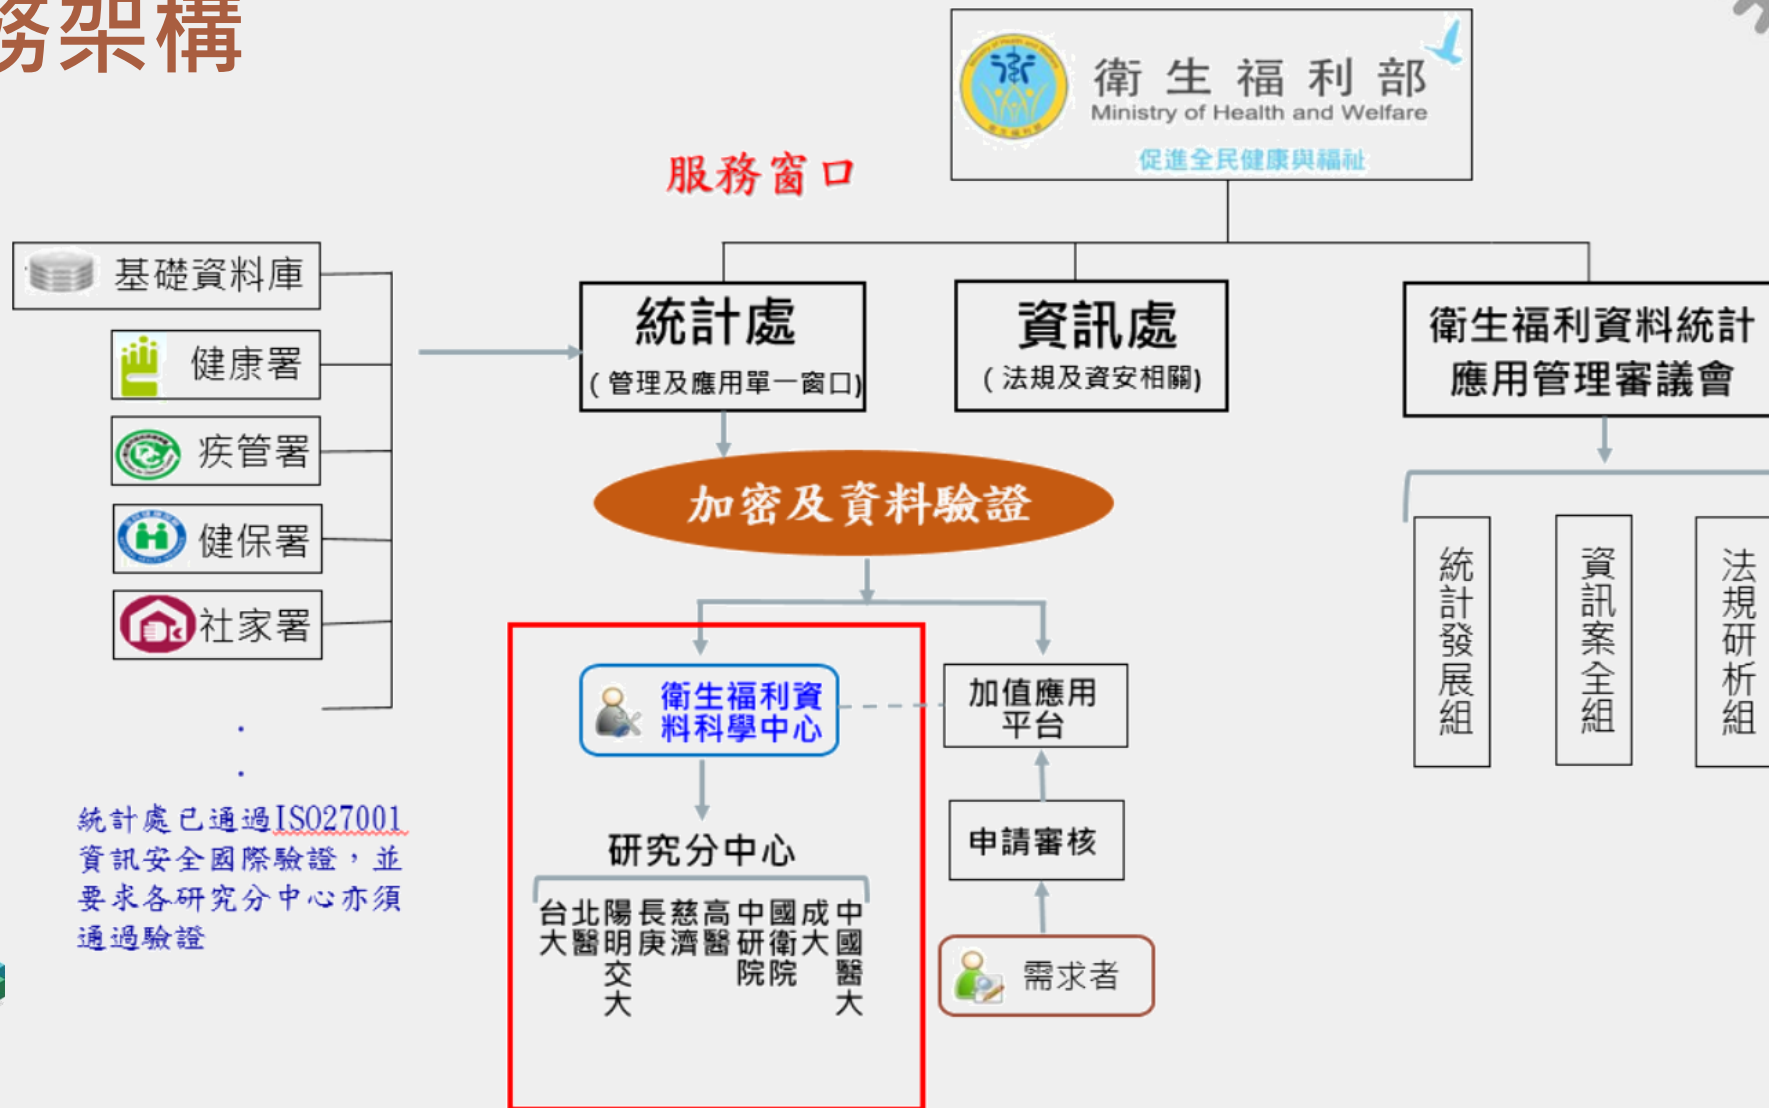 務架構
衛生福利部
Ministry of Health and Welfare
促進全民健康與福祉
服務窗口
基礎資料庫
健康署
疾管署
健保署
社家署
統計處已通過ISO27001
資訊安全國際驗證，並
要求各研究分中心亦須
通過驗證
統計處
(管理及應用單一窗口)
資訊處
(法規及資安相關)
衛生福利資料統計
應用管理審議會
加密及資料驗證
衛生福利資
料科學中心
加值應用
平台
研究分中心
台大
北醫
陽明交大
長庚
慈濟
高醫
中研院
國衛院
成大
中國醫大
申請審核
需求者
統計發展組
資訊案全組
法規研析組